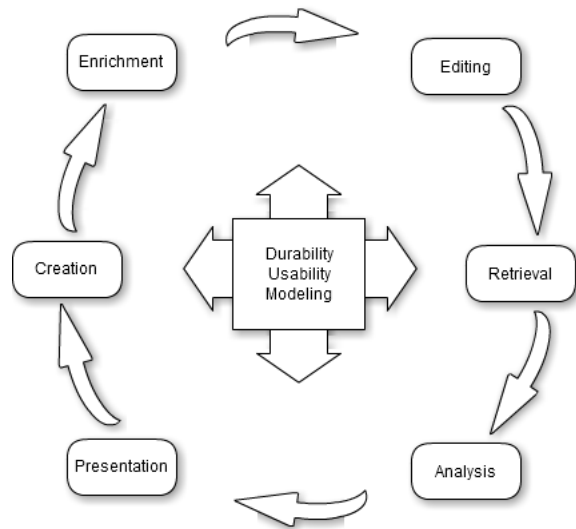 Enrichment
Editing
Durability
Usability
Modeling
Creation
Retrieval
Presentation
Analysis